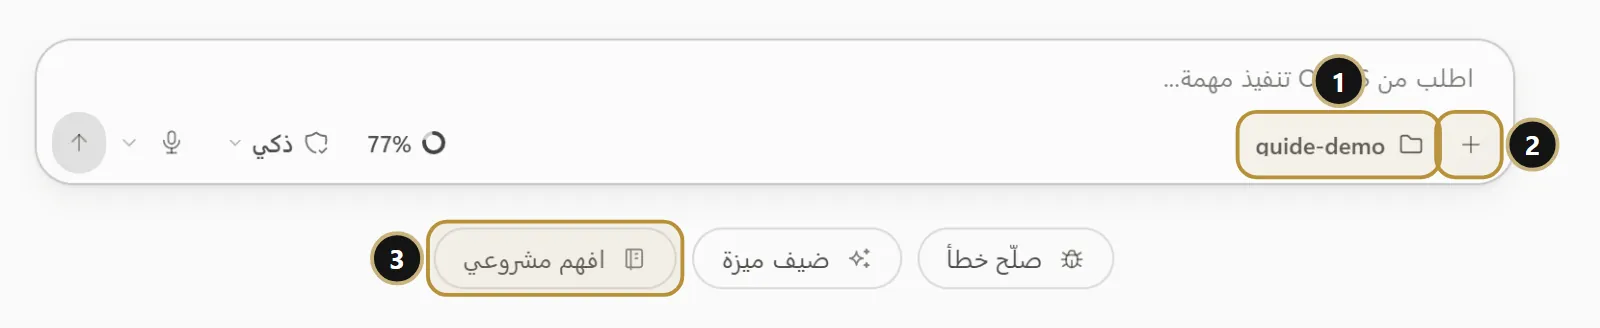 اطلب من تنفيذ مهمة...
1
guide-demo
2
77%
ذكي
صلّح خطأ
ضيف ميزة
افهم مشروعي
3